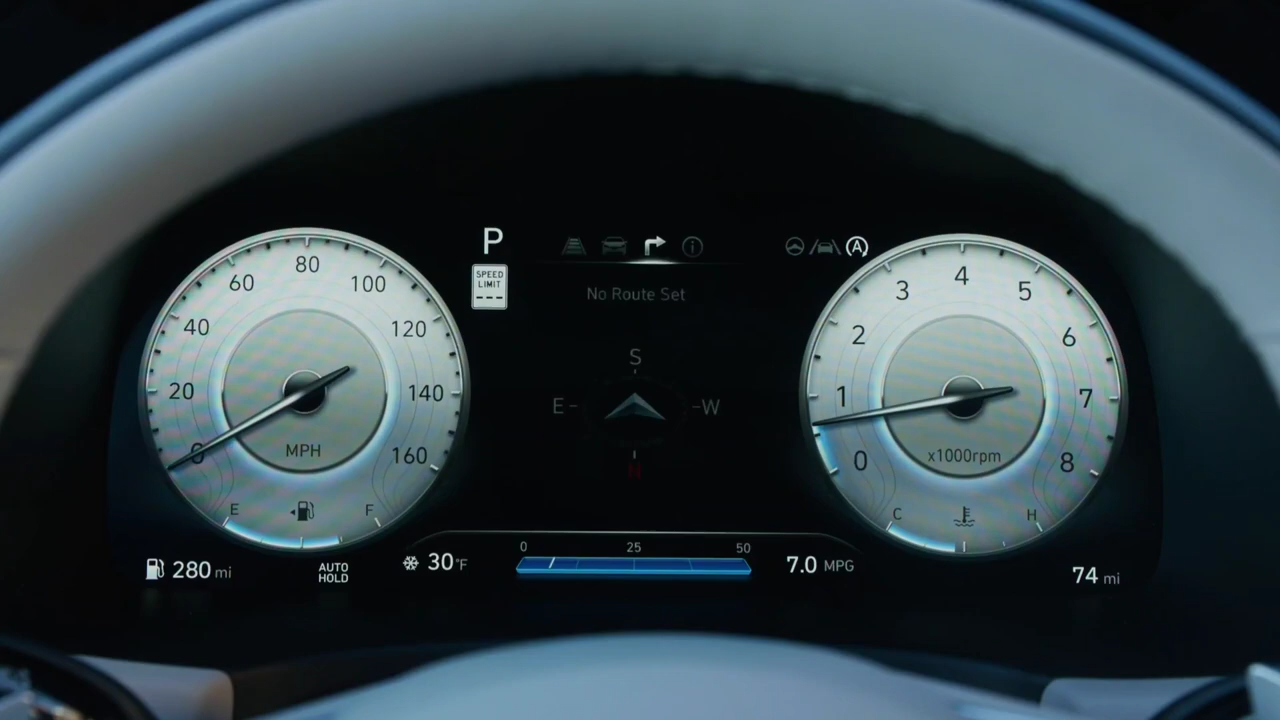 P
SPEED
LIMIT
---
No Route Set
S
E
W
N
0
20
40
60
80
100
120
140
160
MPH
E
F
A
0
1
2
3
4
5
6
7
8
x1000rpm
C
H
280 mi
AUTO
HOLD
30°F
0 25 50
7.0 MPG
74 mi